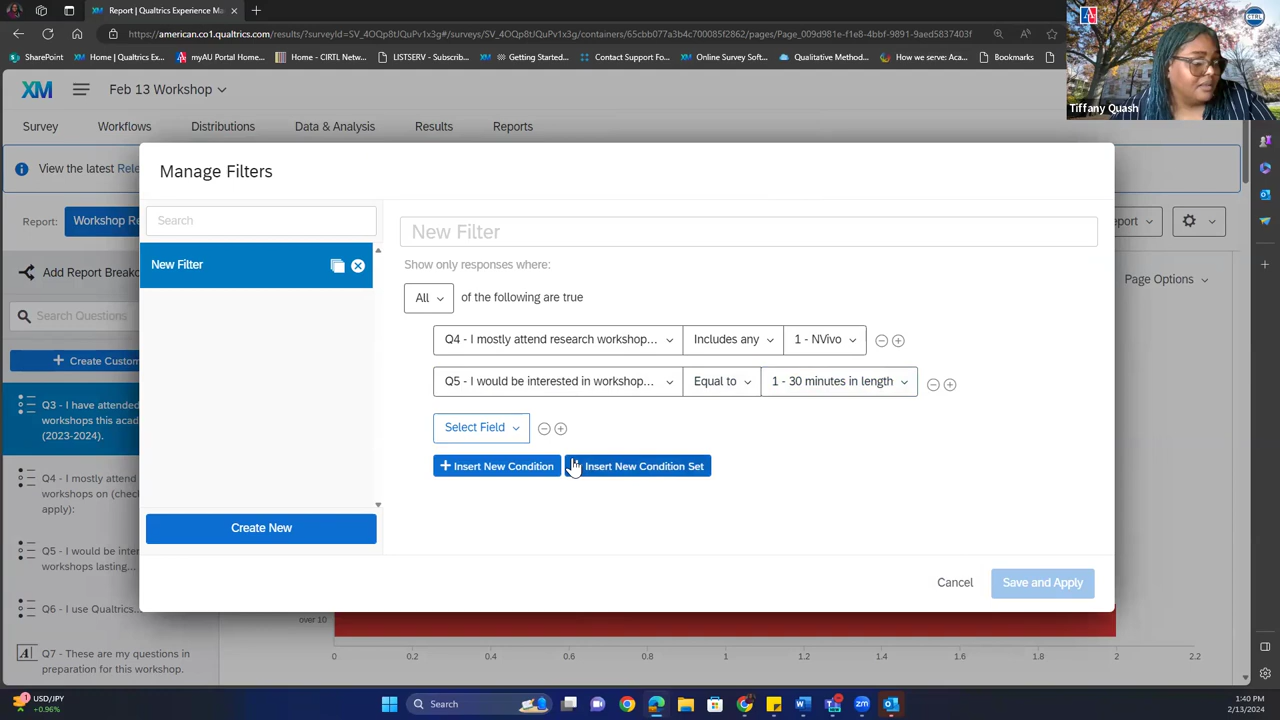 Report | Qualtrics Experience Ma
https://american.co1.qualtrics.com/results/?surveyId=SV_4OQp8tJQuPv1x3g#/surveys/SV_4OQp8tJQuPv1x3g/containers/65cbb077a3b4c700085f2862/pages/Page_009d981e-f1e8-4bbf-9891-9aed5837403f
SharePoint
Home | Qualtrics Ex...
myAU Portal Home...
Home : CIRTL Netw...
LISTSERV - Subscrib...
Getting Started...
Contact Support Fo...
Online Survey Soft...
Qualitative Method...
How we serve: Aca...
Bookmarks
CTRL
Tiffany Quash
XM
Feb 13 Workshop
Survey
Workflows
Distributions
Data & Analysis
Results
Reports
View the latest Rele
Manage Filters
Report:
Workshop Re
Search
New Filter
port
New Filter
Show only responses where:
Add Report Breako
Page Options
All
of the following are true
Search Questions
Q4 - I mostly attend research workshop...
Includes any
1 - NVivo
Create Custom
Q5 - I would be interested in workshop...
Equal to
1 - 30 minutes in length
Q3 - I have attended
workshops this aca
(2023-2024).
Select Field
Insert New Condition
Insert New Condition Set
Q4 - I mostly attend
workshops on (chec
apply):
Create New
Q5 - I would be inter
workshops lasting...
Cancel
Save and Apply
Q6 - I use Qualtrics...
over 10
Q7 - These are my questions in
preparation for this workshop.
0
0.2
0.4
0.6
0.8
1
1.2
1.4
1.6
1.8
2
2.2
USD/JPY
+0.96%
Search
1:40 PM
2/13/2024